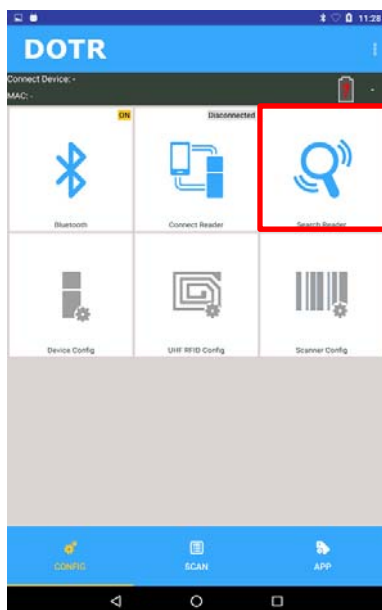 11:28
DOTR
Connect Device: -
MAC: -
-
ON
Disconnected
Bluetooth
Connect Reader
Search Reader
Device Config
UHF RFID Config
Scanner Config
CONFIG
SCAN
APP